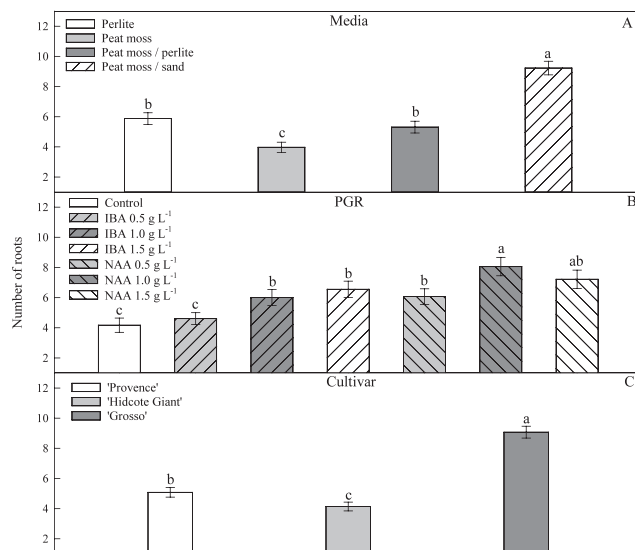 Media
A
12
10
8
6
4
2
Perlite
Peat moss
Peat moss / perlite
Peat moss / sand
b
c
b
a
PGR
B
12
10
8
6
4
2
Control
IBA 0.5 g L⁻¹
IBA 1.0 g L⁻¹
IBA 1.5 g L⁻¹
NAA 0.5 g L⁻¹
NAA 1.0 g L⁻¹
NAA 1.5 g L⁻¹
c
c
b
b
b
a
ab
Number of roots
Cultivar
C
12
10
8
6
4
2
'Provence'
'Hidcote Giant'
'Grosso'
b
c
a